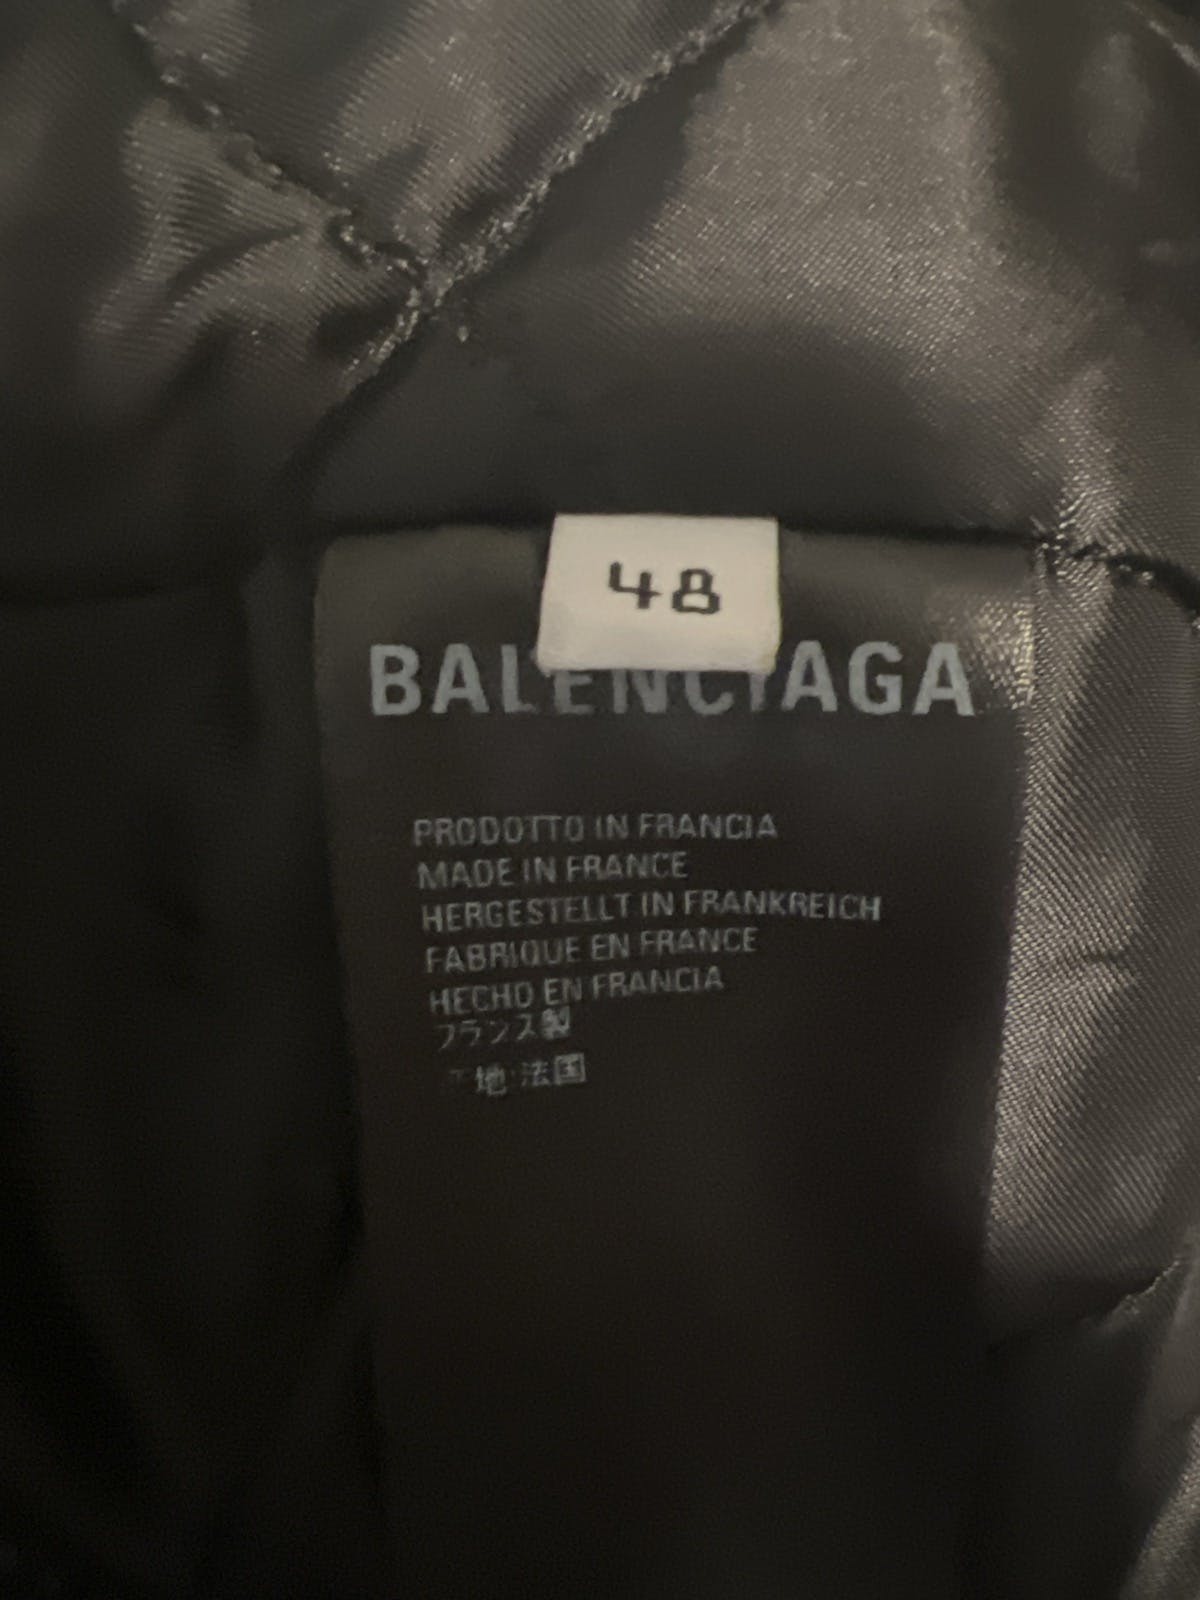 48
BALENCIAGA
PRODOTTO IN FRANCIA
MADE IN FRANCE
HERGESTELLT IN FRANKREICH
FABRIQUE EN FRANCE
HECHO EN FRANCIA
フランス製
地:法国